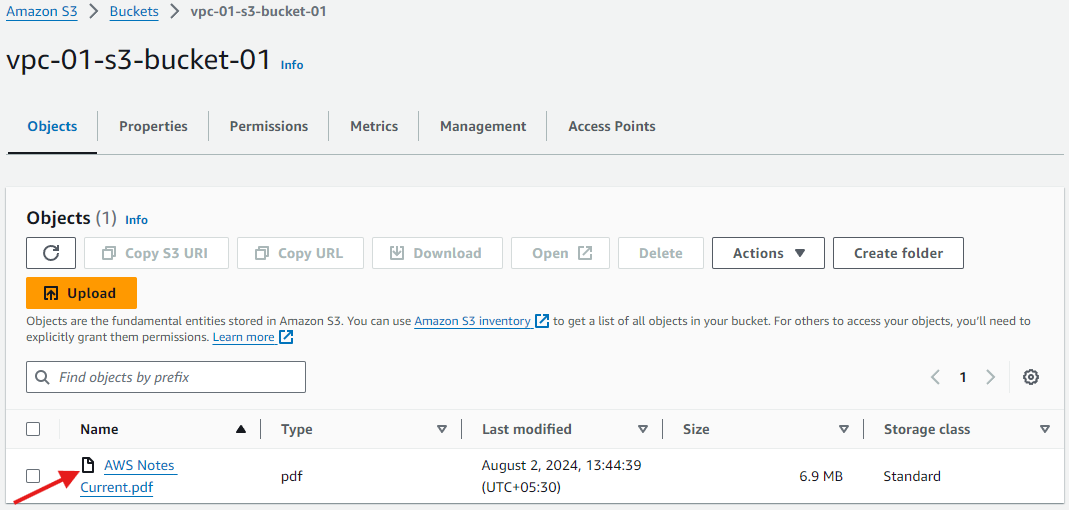 Amazon S3 > Buckets > vpc-01-s3-bucket-01
vpc-01-s3-bucket-01 Info
Objects Properties Permissions Metrics Management Access Points
Objects (1) Info
Copy S3 URI Copy URL Download Open Delete Actions Create folder
Upload
Objects are the fundamental entities stored in Amazon S3. You can use Amazon S3 inventory to get a list of all objects in your bucket. For others to access your objects, you'll need to
explicitly grant them permissions. Learn more
Find objects by prefix
1
Name Type Last modified Size Storage class
AWS Notes
Current.pdf
pdf
August 2, 2024, 13:44:39
(UTC+05:30)
6.9 MB
Standard